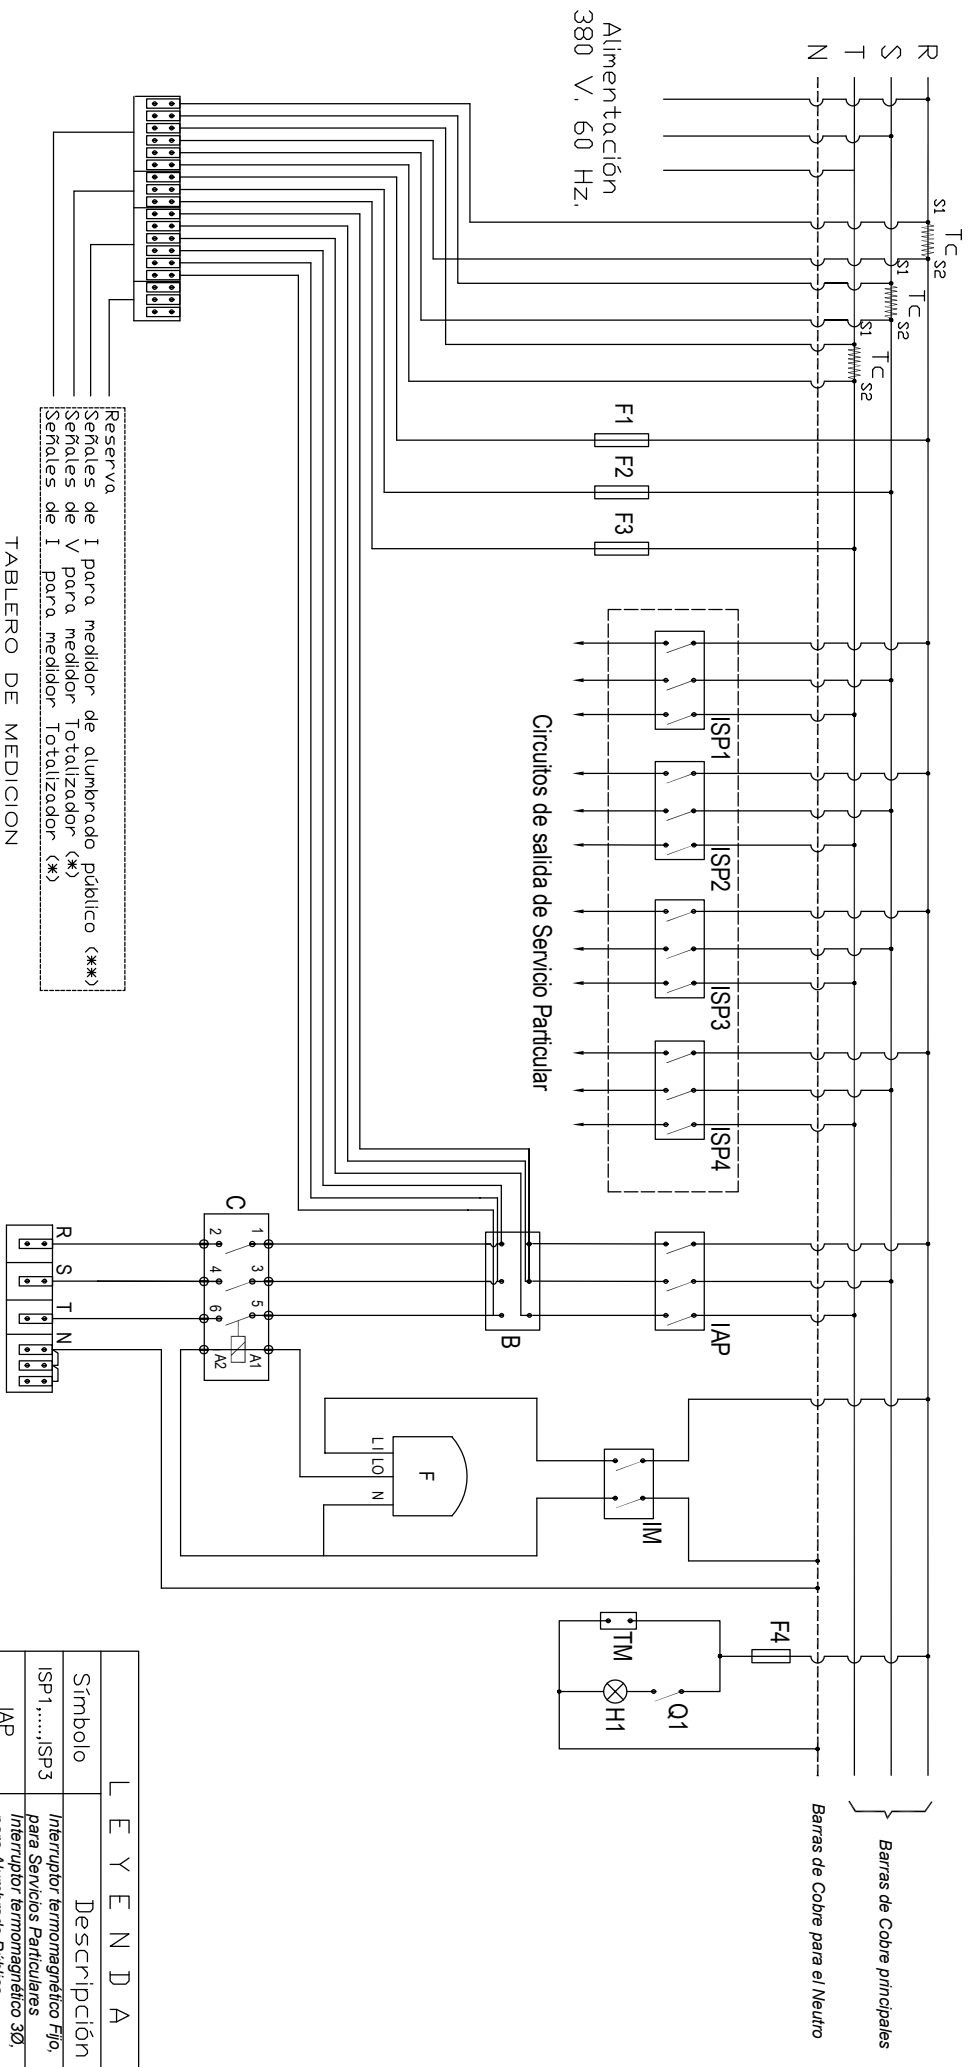 R
S
T
N
Alimentación
380 V, 60 Hz.
S1
Tc
S2
S1
Tc
S2
S1
Tc
S2
F1
F2
F3
ISP1
ISP2
ISP3
ISP4
Circuitos de salida de Servicio Particular
IAP
B
IM
F4
TM
Q1
H1
C
1
2
3
4
5
6
A1
A2
F
LI
LO
N
R
S
T
N
Barras de Cobre principales
Barras de Cobre para el Neutro
Reserva
Señales de I para medidor de alumbrado público (**)
Señales de V para medidor Totalizador (*)
Señales de I para medidor Totalizador (*)
TABLERO DE MEDICION
LEYENDA
Símbolo
Descripción
ISP1,....,ISP3
Interruptor termomagnético Fijo,
para Servicios Particulares
IAP
Interruptor termomagnético 3Ø,